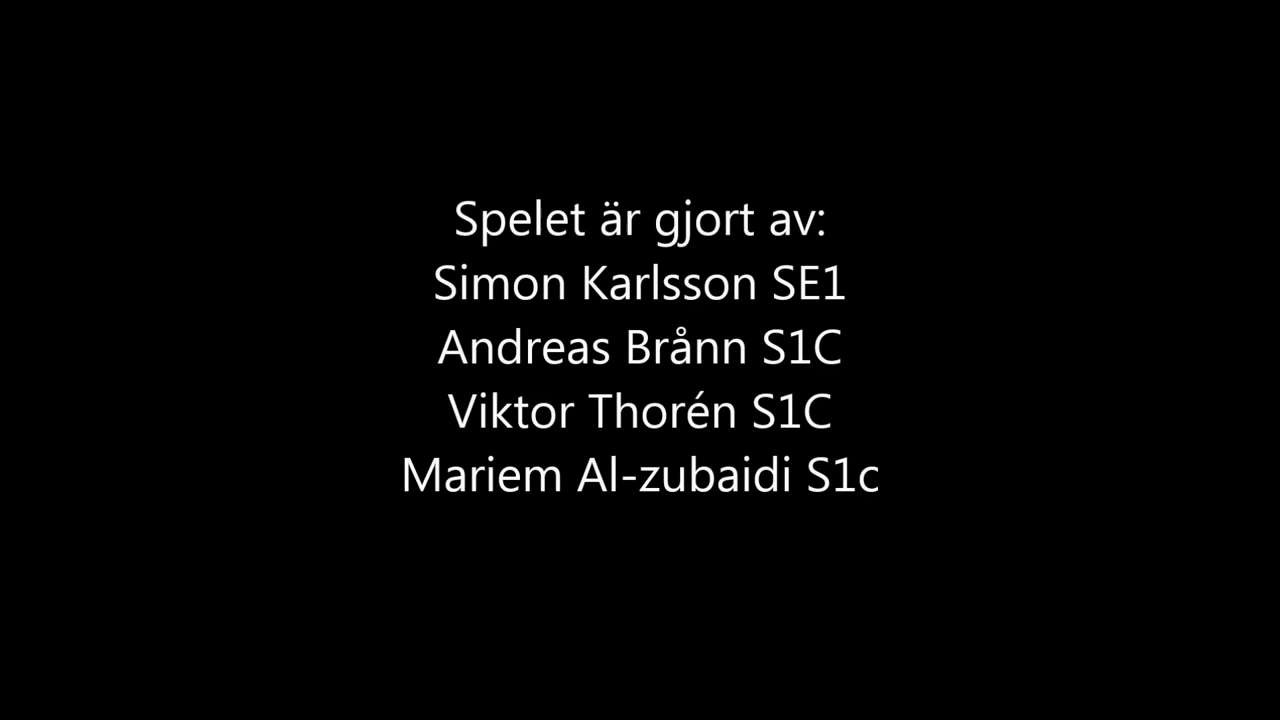 Spelet är gjort av:
Simon Karlsson SE1
Andreas Brånn S1C
Viktor Thorén S1C
Mariem Al-zubaidi S1c